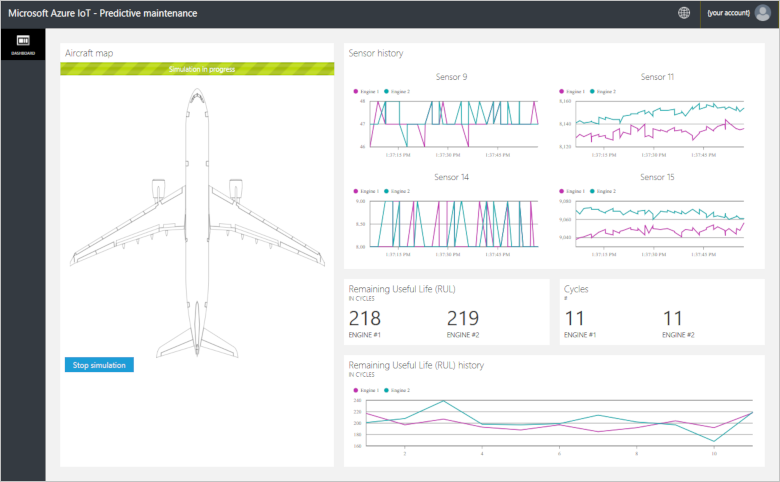 Microsoft Azure IoT - Predictive maintenance
(your account)
DASHBOARD
Aircraft map
Simulation in progress
Stop simulation
Sensor history
Sensor 9
Engine 1 Engine 2
48
47
46
1:37:15 PM 1:37:30 PM 1:37:45 PM
Sensor 11
Engine 1 Engine 2
8,160
8,140
8,120
1:37:15 PM 1:37:30 PM 1:37:45 PM
Sensor 14
Engine 1 Engine 2
1:37:15 PM 1:37:30 PM 1:37:45 PM
Sensor 15
Engine 1 Engine 2
9,080
9,060
9,040
1:37:15 PM 1:37:30 PM 1:37:45 PM
Remaining Useful Life (RUL)
IN CYCLES
218 219
ENGINE #1 ENGINE #2
Cycles
#
11 11
ENGINE #1 ENGINE #2
Remaining Useful Life (RUL) history
IN CYCLES
Engine 1 Engine 2
240
220
200
180
160
2 4 6 8 10